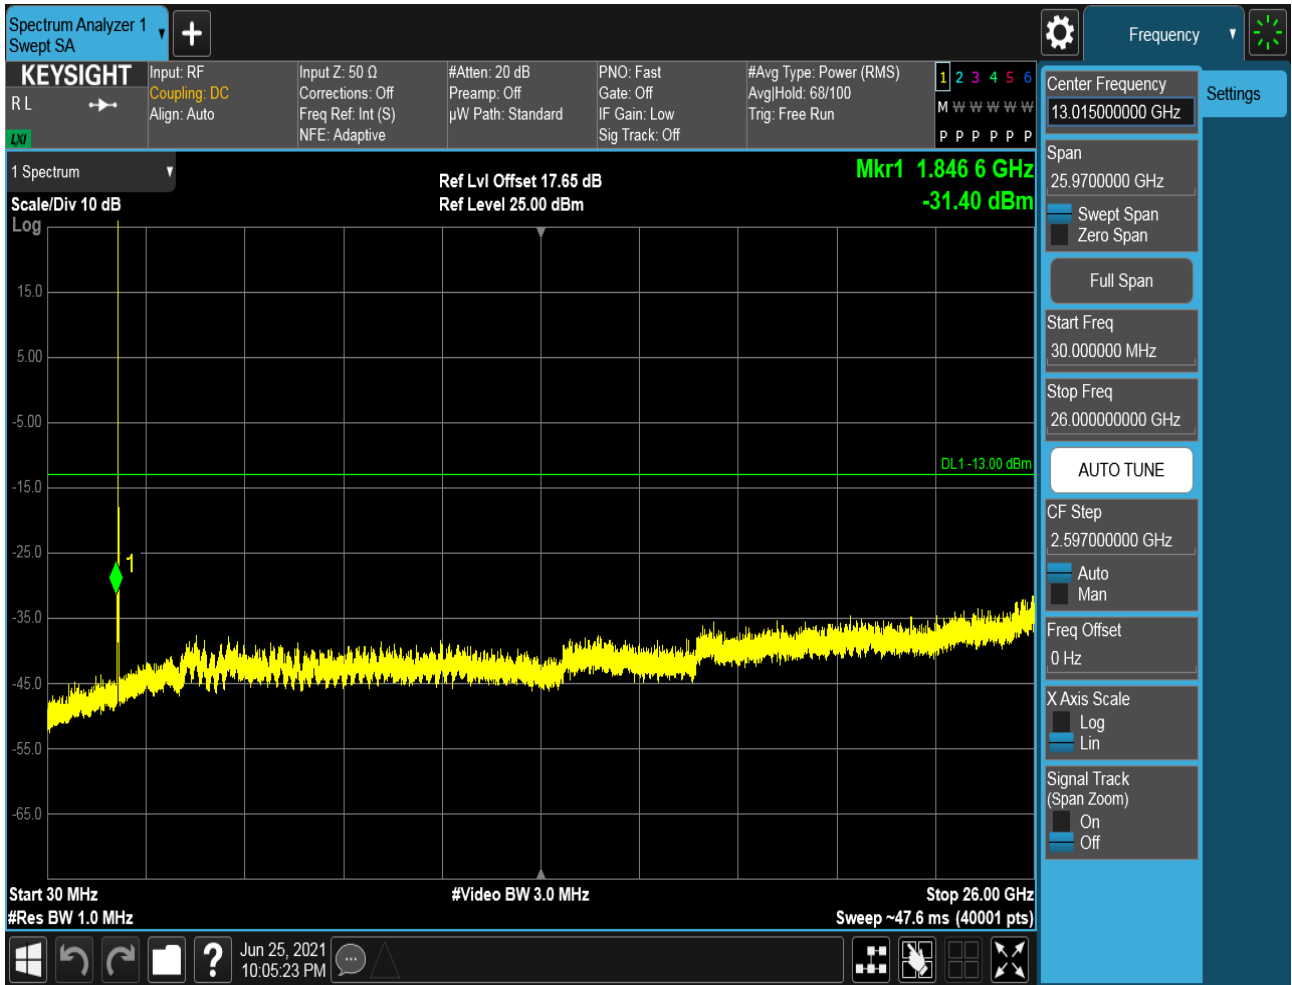 Spectrum Analyzer 1
Swept SA
+
Frequency
KEYSIGHT
R L
LXI
Input: RF
Coupling: DC
Align: Auto
Input Z: 50 Ω
Corrections: Off
Freq Ref: Int (S)
NFE: Adaptive
#Atten: 20 dB
Preamp: Off
µW Path: Standard
PNO: Fast
Gate: Off
IF Gain: Low
Sig Track: Off
#Avg Type: Power (RMS)
Avg|Hold: 68/100
Trig: Free Run
1 2 3 4 5 6
M W W W W W
P P P P P P
1 Spectrum
Scale/Div 10 dB
Ref Lvl Offset 17.65 dB
Ref Level 25.00 dBm
Mkr1 1.846 6 GHz
-31.40 dBm
Log
15.0
5.00
-5.00
DL1 -13.00 dBm
-15.0
-25.0
1
-35.0
-45.0
-55.0
-65.0
Start 30 MHz
#Video BW 3.0 MHz
Stop 26.00 GHz
#Res BW 1.0 MHz
Sweep ~47.6 ms (40001 pts)
?
Jun 25, 2021
10:05:23 PM
Center Frequency
13.015000000 GHz
Settings
Span
25.9700000 GHz
Swept Span
Zero Span
Full Span
Start Freq
30.000000 MHz
Stop Freq
26.000000000 GHz
AUTO TUNE
CF Step
2.597000000 GHz
Auto
Man
Freq Offset
0 Hz
X Axis Scale
Log
Lin
Signal Track
(Span Zoom)
On
Off